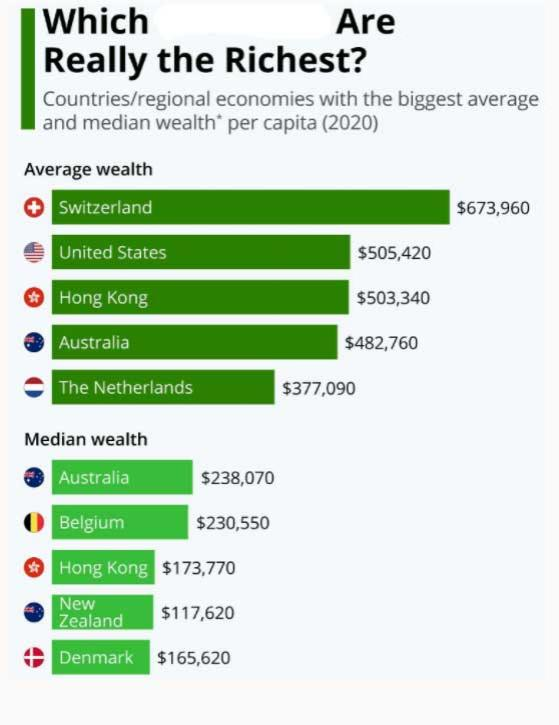 Which Are
Really the Richest?
Countries/regional economies with the biggest average
and median wealth* per capita (2020)
Average wealth
Switzerland $673,960
United States $505,420
Hong Kong $503,340
Australia $482,760
The Netherlands $377,090
Median wealth
Australia $238,070
Belgium $230,550
Hong Kong $173,770
New
Zealand $117,620
Denmark $165,620